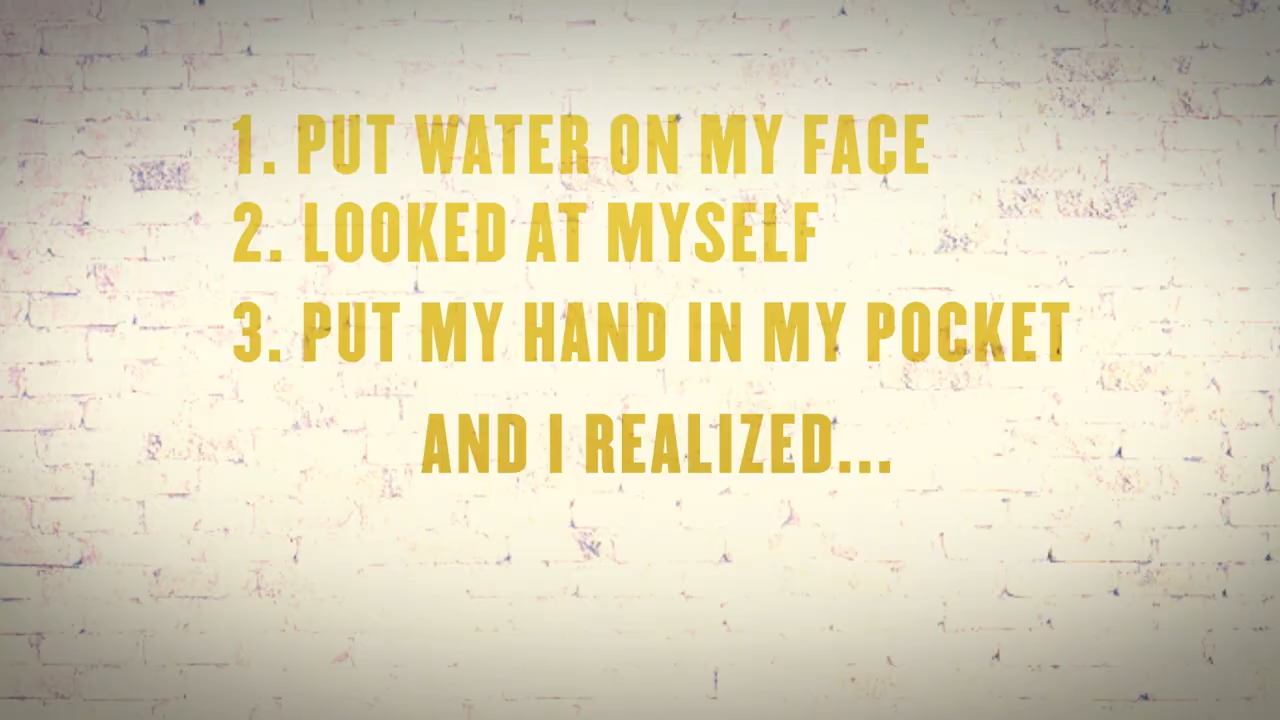 1. PUT WATER ON MY FACE
2. LOOKED AT MYSELF
3. PUT MY HAND IN MY POCKET
AND I REALIZED...